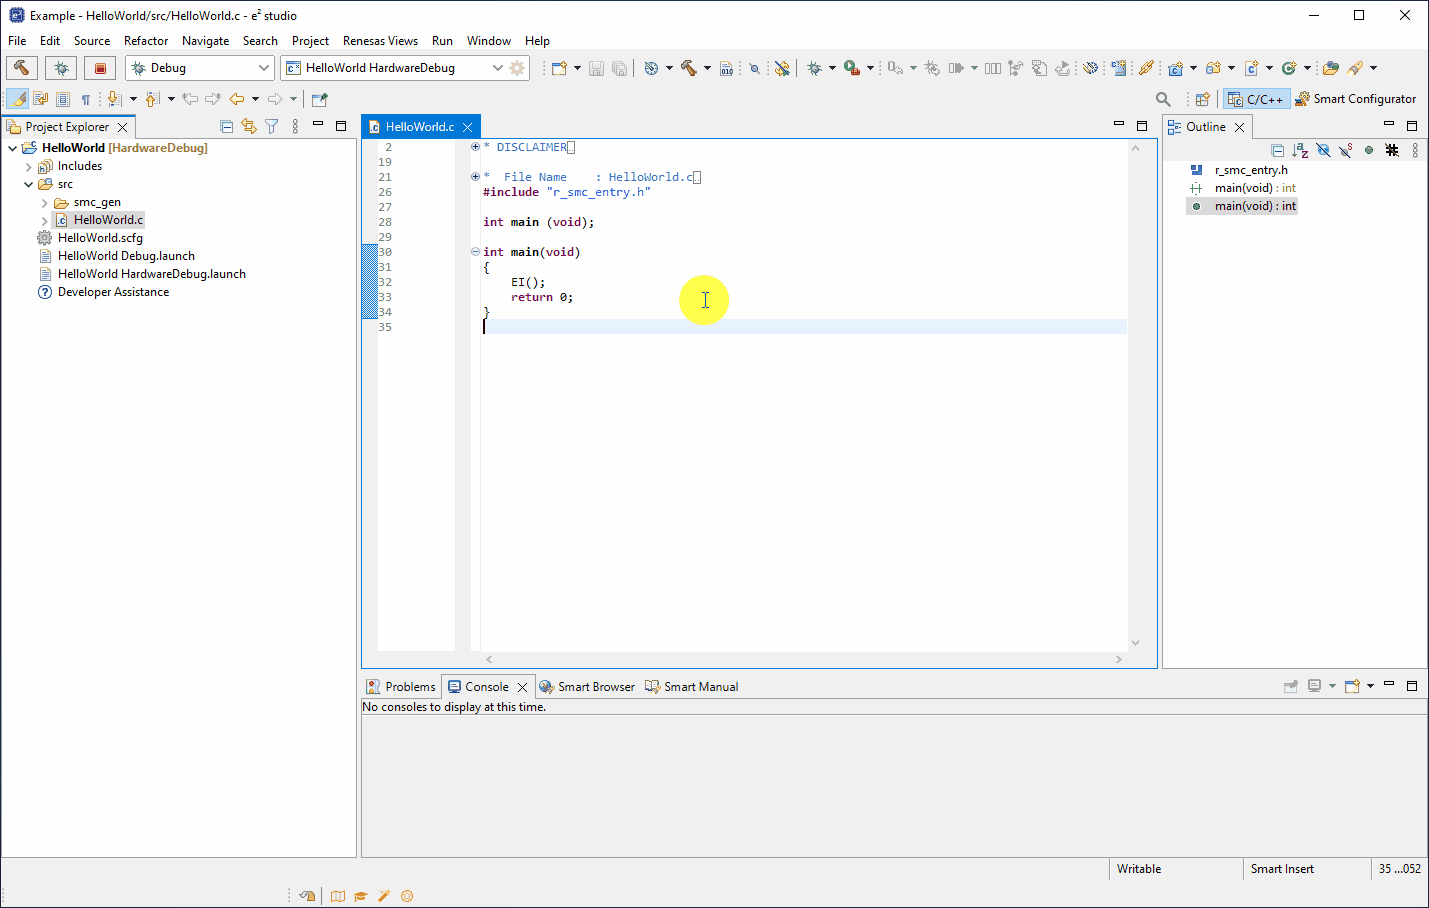 Example - HelloWorld/src/HelloWorld.c - e² studio
File Edit Source Refactor Navigate Search Project Renesas Views Run Window Help
Debug
HelloWorld HardwareDebug
C/C++
Smart Configurator
Project Explorer
HelloWorld [HardwareDebug]
Includes
src
smc_gen
HelloWorld.c
HelloWorld.scfg
HelloWorld Debug.launch
HelloWorld HardwareDebug.launch
Developer Assistance
HelloWorld.c
2 * DISCLAIMER
19
21 *  File Name    : HelloWorld.c
26 #include "r_smc_entry.h"
27
28 int main (void);
29
30 int main(void)
31 {
32     EI();
33     return 0;
34 }
35
Outline
r_smc_entry.h
main(void) : int
main(void) : int
Problems Console Smart Browser Smart Manual
No consoles to display at this time.
Writable Smart Insert 35 ...052